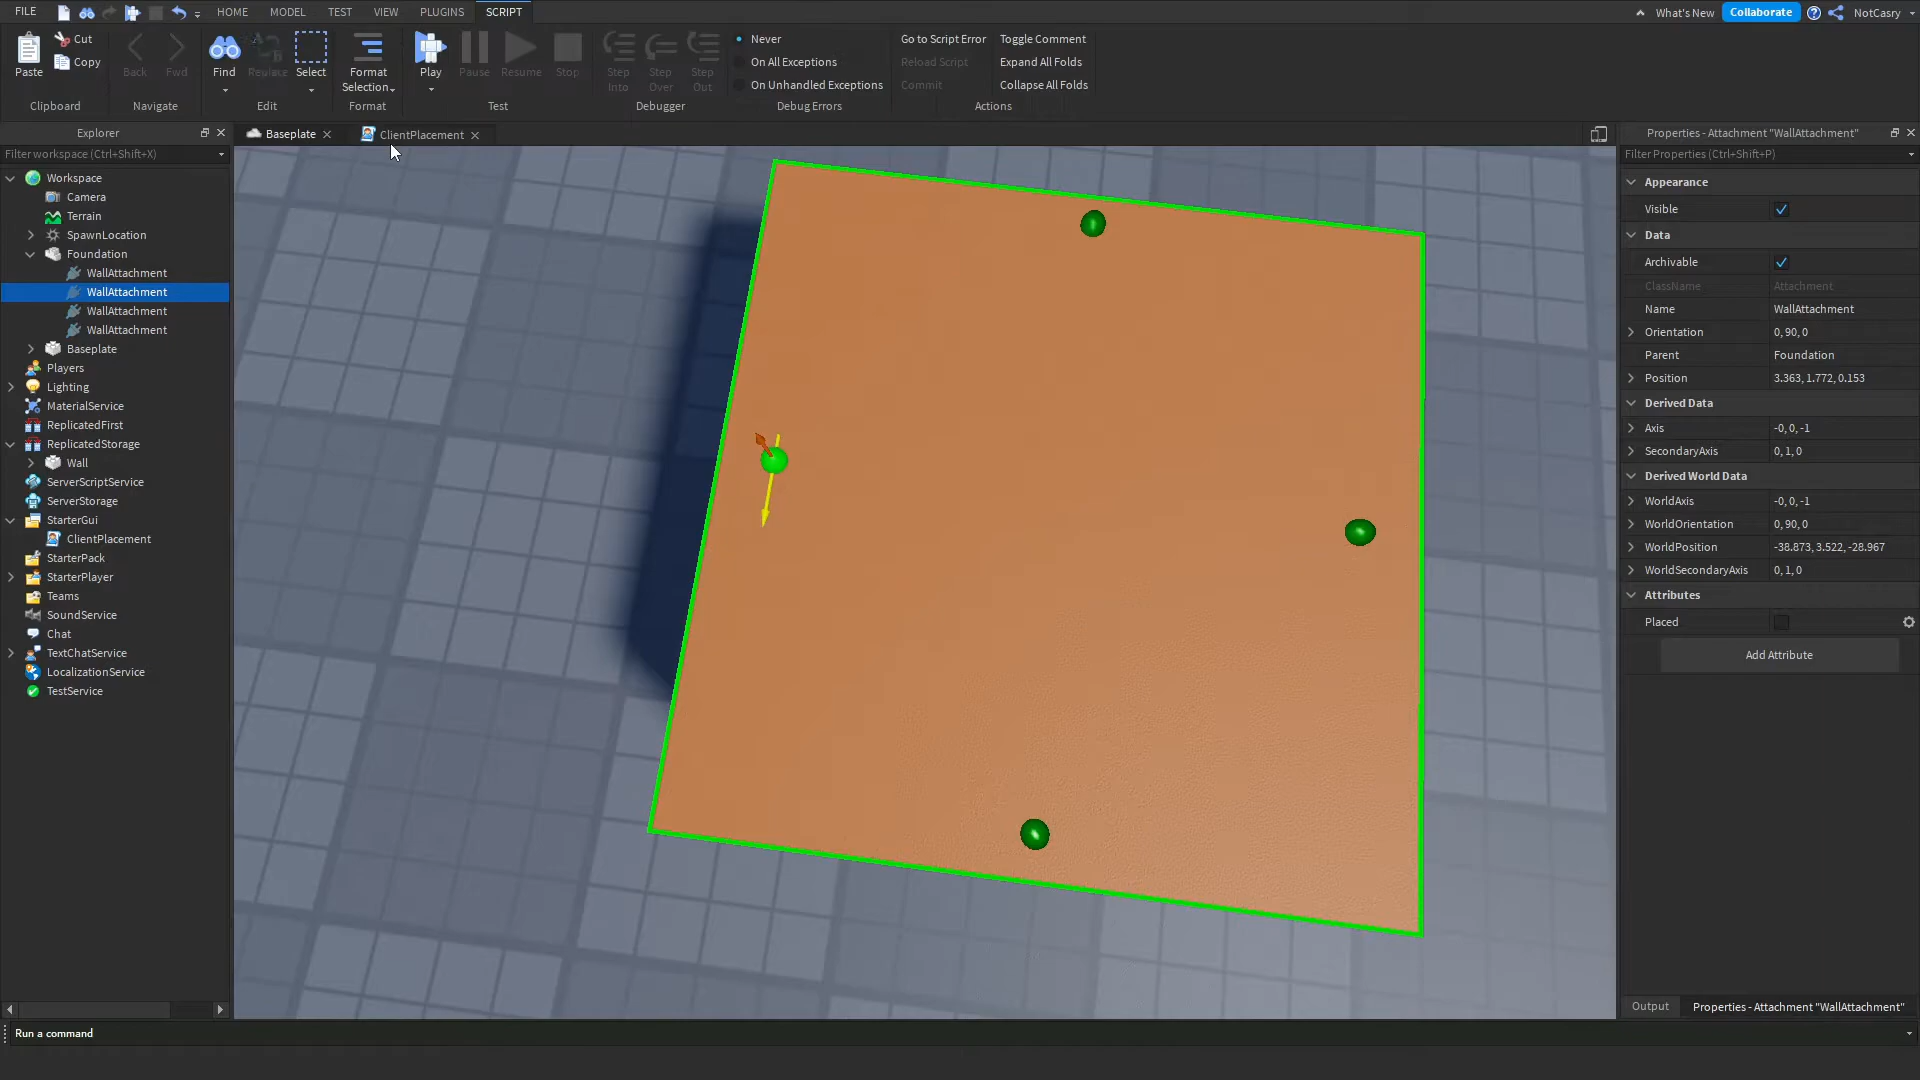 FILE HOME MODEL TEST VIEW PLUGINS SCRIPT What's New Collaborate NotCasry
Paste Cut Copy
Back Fwd
Find Replace Select
Format Selection
Play Pause Resume Stop
Step Into Step Over Step Out
Never
On All Exceptions
On Unhandled Exceptions
Go to Script Error Toggle Comment
Reload Script Expand All Folds
Commit Collapse All Folds
Clipboard Navigate Edit Format Test Debugger Debug Errors Actions
Explorer
Filter workspace (Ctrl+Shift+X)
Workspace
Camera
Terrain
SpawnLocation
Foundation
WallAttachment
WallAttachment
WallAttachment
WallAttachment
Baseplate
Players
Lighting
MaterialService
ReplicatedFirst
ReplicatedStorage
Wall
ServerScriptService
ServerStorage
StarterGui
ClientPlacement
StarterPack
StarterPlayer
Teams
SoundService
Chat
TextChatService
LocalizationService
TestService
Baseplate
ClientPlacement
Properties - Attachment "WallAttachment"
Filter Properties (Ctrl+Shift+P)
Appearance
Visible
Data
Archivable
ClassName Attachment
Name WallAttachment
Orientation 0, 90, 0
Parent Foundation
Position 3.363, 1.772, 0.153
Derived Data
Axis -0, 0, -1
SecondaryAxis 0, 1, 0
Derived World Data
WorldAxis -0, 0, -1
WorldOrientation 0, 90, 0
WorldPosition -38.873, 3.522, -28.967
WorldSecondaryAxis 0, 1, 0
Attributes
Placed
Add Attribute
Output Properties - Attachment "WallAttachment"
Run a command